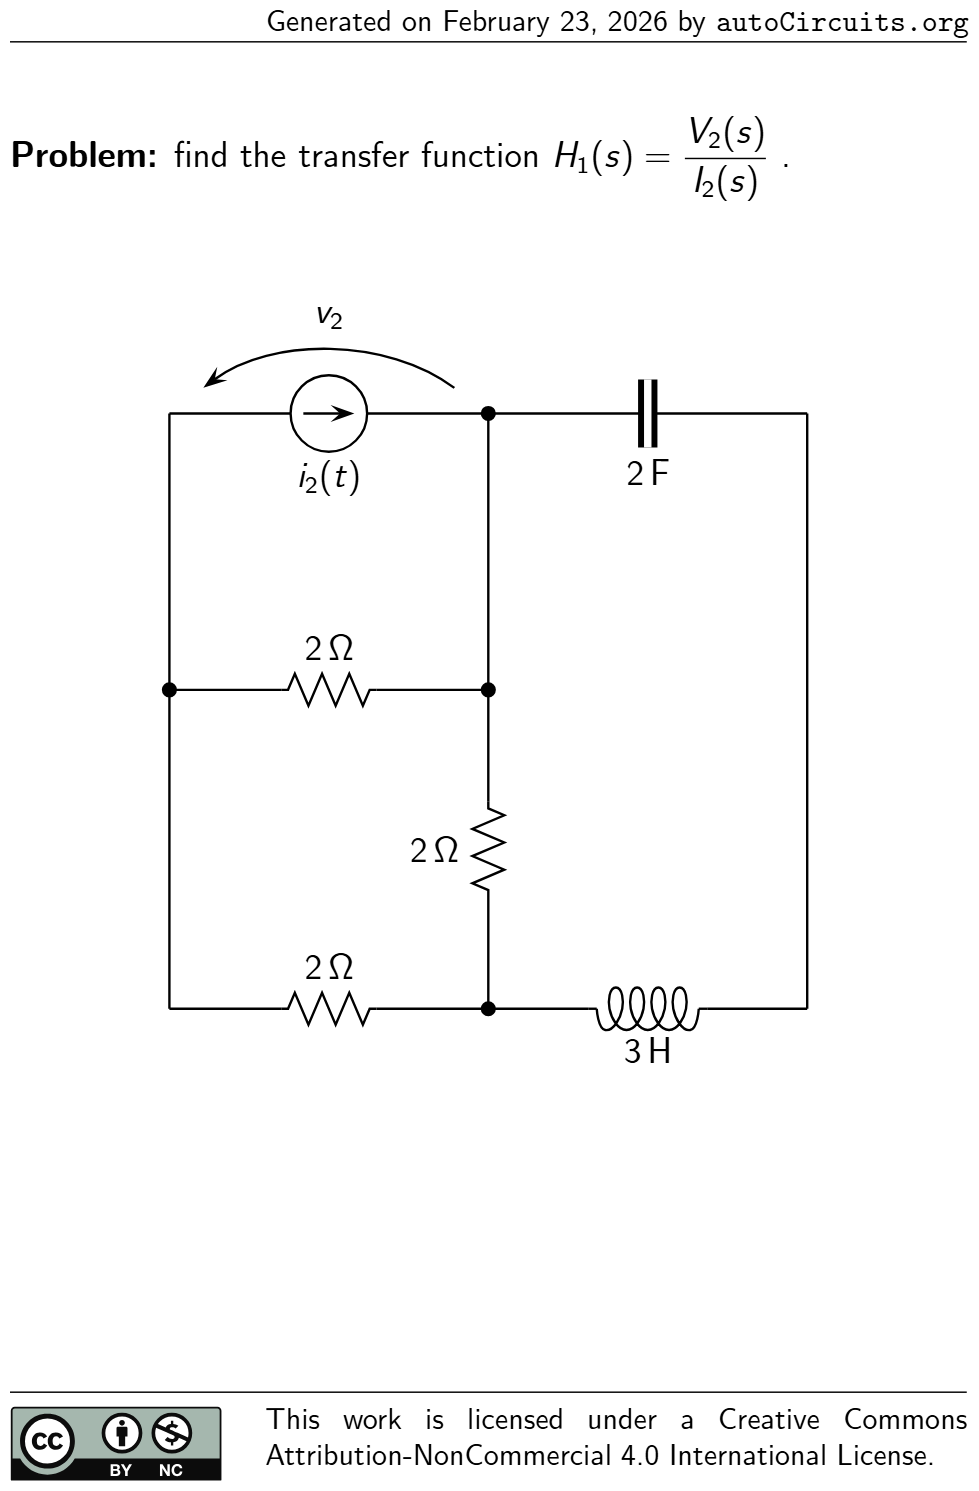 Generated on February 23, 2026 by autoCircuits.org
Problem: find the transfer function H₁(s) = V₂(s) / I₂(s) .
v₂
i₂(t)
2 F
2 Ω
2 Ω
2 Ω
3 H
cc
BY NC
This work is licensed under a Creative Commons
Attribution-NonCommercial 4.0 International License.